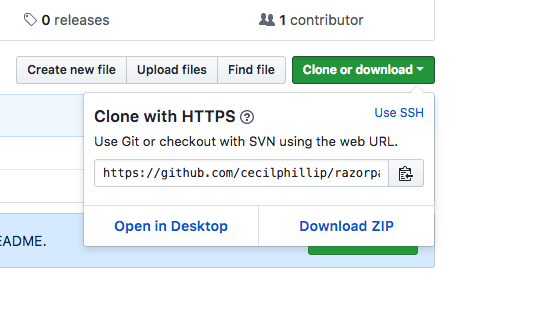 0 releases
1 contributor
Create new file
Upload files
Find file
Clone or download
Clone with HTTPS ?
Use SSH
Use Git or checkout with SVN using the web URL.
https://github.com/cecilphillip/razorpa
Open in Desktop
Download ZIP
EADME.